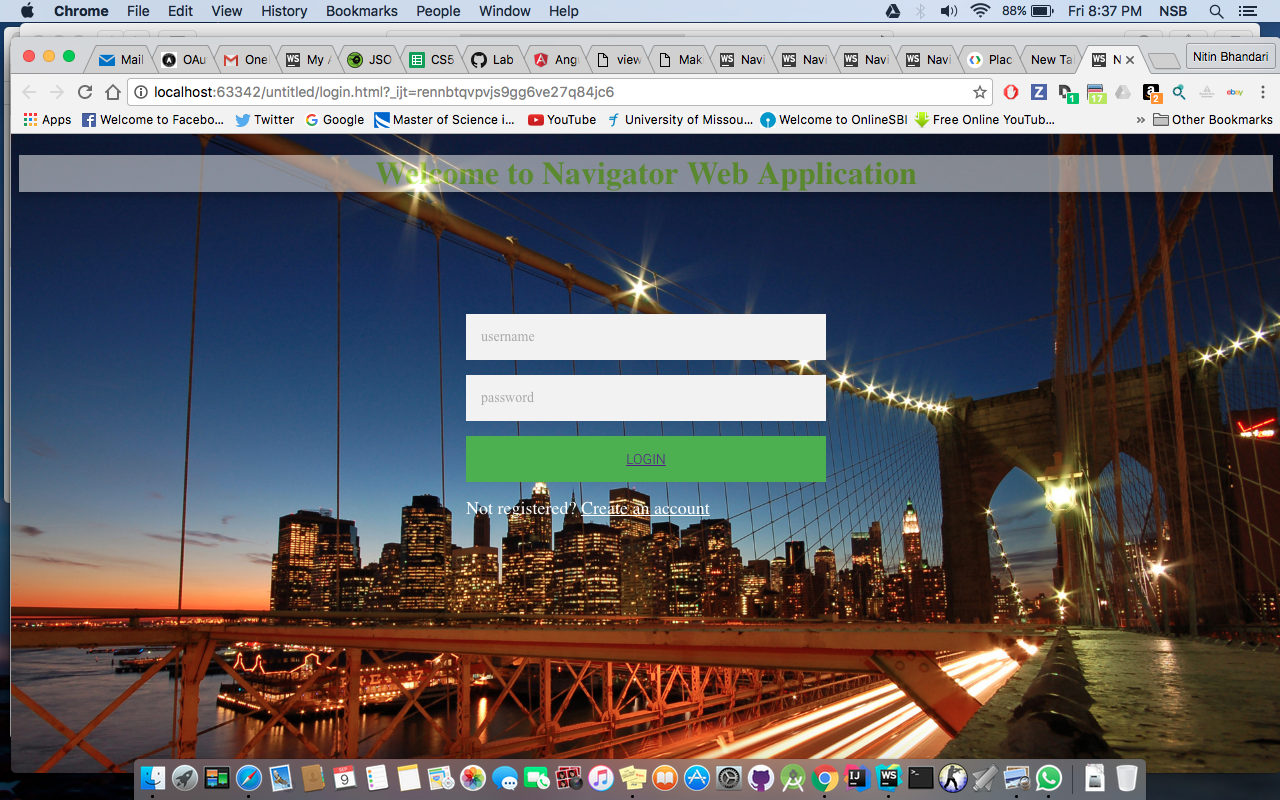 Chrome File Edit View History Bookmarks People Window Help 88% Fri 8:37 PM NSB
Mail OAu One My A JSO CS5 Lab Angu view Mak Navi Navi Navi Navi Plac New Ta N Nitin Bhandari
localhost:63342/untitled/login.html?_ijt=rennbtqvpvjs9gg6ve27q84jc6
Apps Welcome to Facebo... Twitter Google Master of Science i... YouTube University of Missou... Welcome to OnlineSBI Free Online YouTub... » Other Bookmarks
Welcome to Navigator Web Application
username
password
LOGIN
Not registered? Create an account